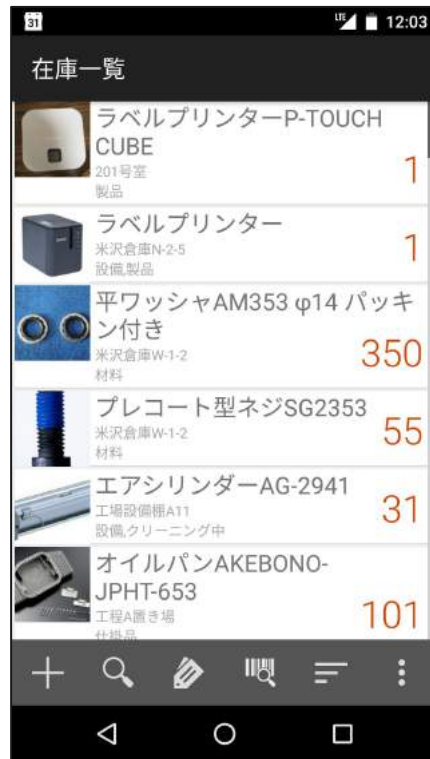 31
LTE 12:03
在庫一覧
ラベルプリンターP-TOUCH
CUBE
201号室
製品
1
ラベルプリンター
米沢倉庫N-2-5
設備,製品
1
平ワッシャAM353 φ14 パッキ
ン付き
米沢倉庫W-1-2
材料
350
プレコート型ネジSG2353
米沢倉庫W-1-2
材料
55
エアシリンダーAG-2941
工場設備棚A11
設備,クリーニング中
31
オイルパンAKEBONO-
JPHT-653
工程A置き場
仕掛品
101